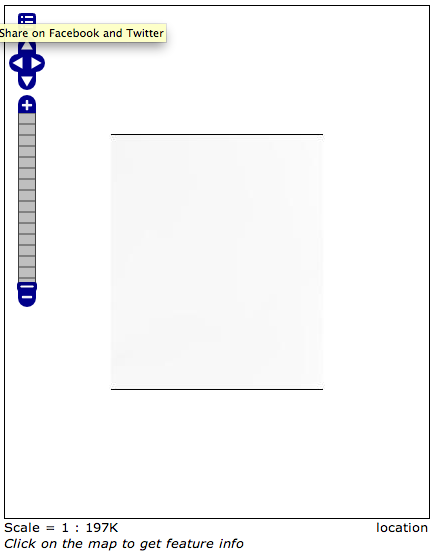 Share on Facebook and Twitter
Scale = 1 : 197K
location
Click on the map to get feature info